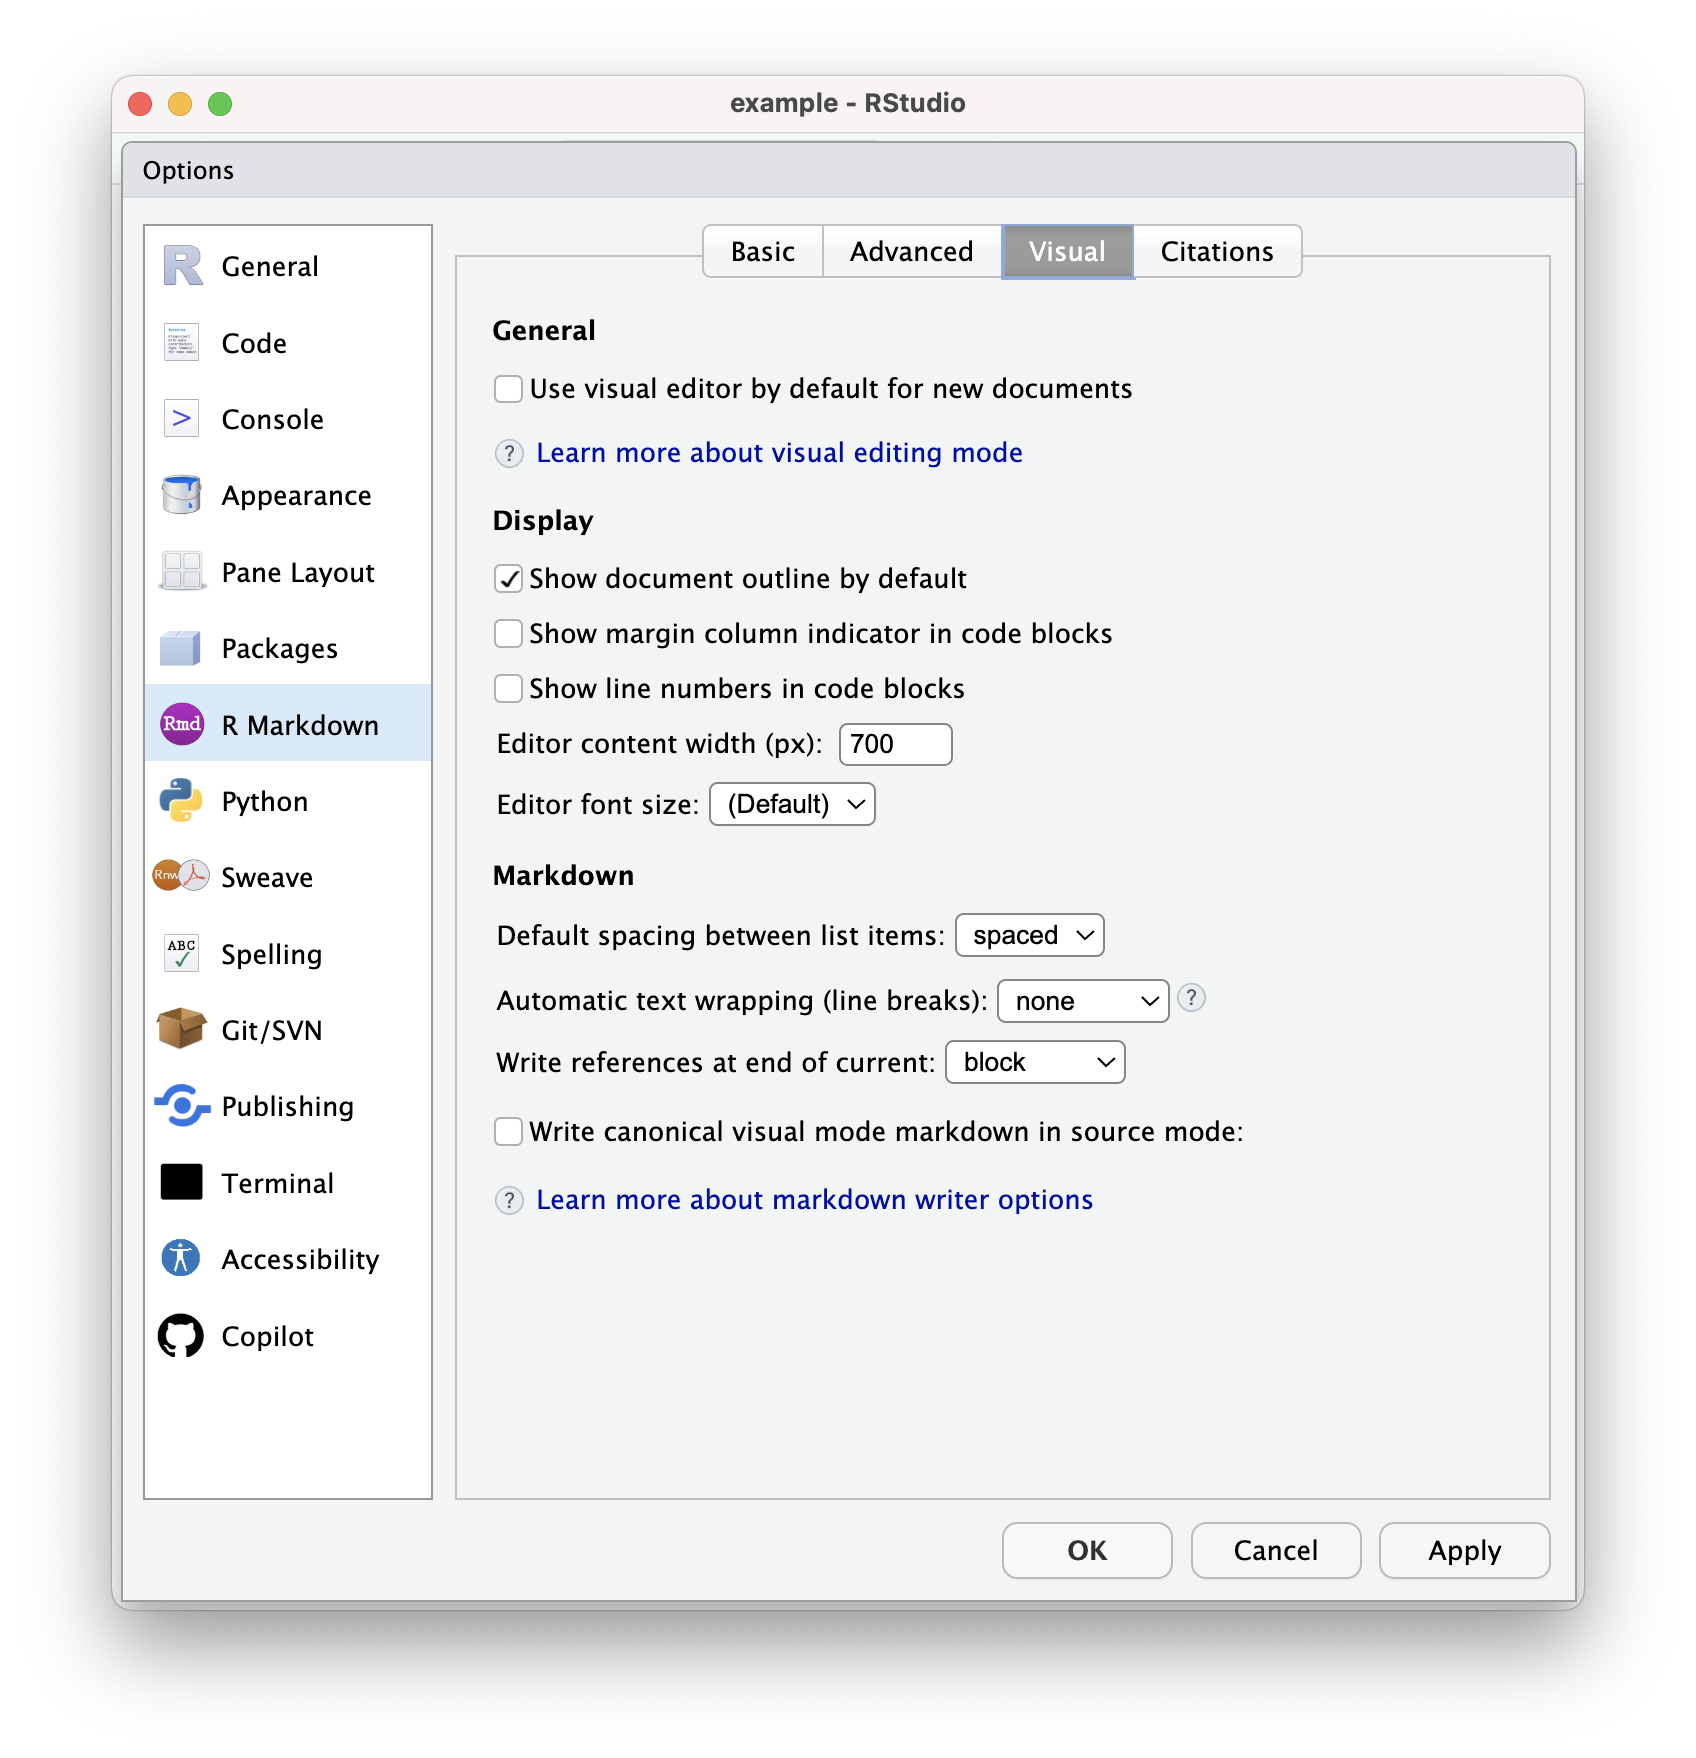 example - RStudio
Options
General
Code
>
Console
Appearance
Pane Layout
Packages
Rmd
R Markdown
Python
Rnw
Sweave
ABC
Spelling
Git/SVN
Publishing
Terminal
Accessibility
Copilot
Basic Advanced Visual Citations
General
Use visual editor by default for new documents
? Learn more about visual editing mode
Display
Show document outline by default
Show margin column indicator in code blocks
Show line numbers in code blocks
Editor content width (px): 700
Editor font size: (Default)
Markdown
Default spacing between list items: spaced
Automatic text wrapping (line breaks): none ?
Write references at end of current: block
Write canonical visual mode markdown in source mode:
? Learn more about markdown writer options
OK Cancel Apply